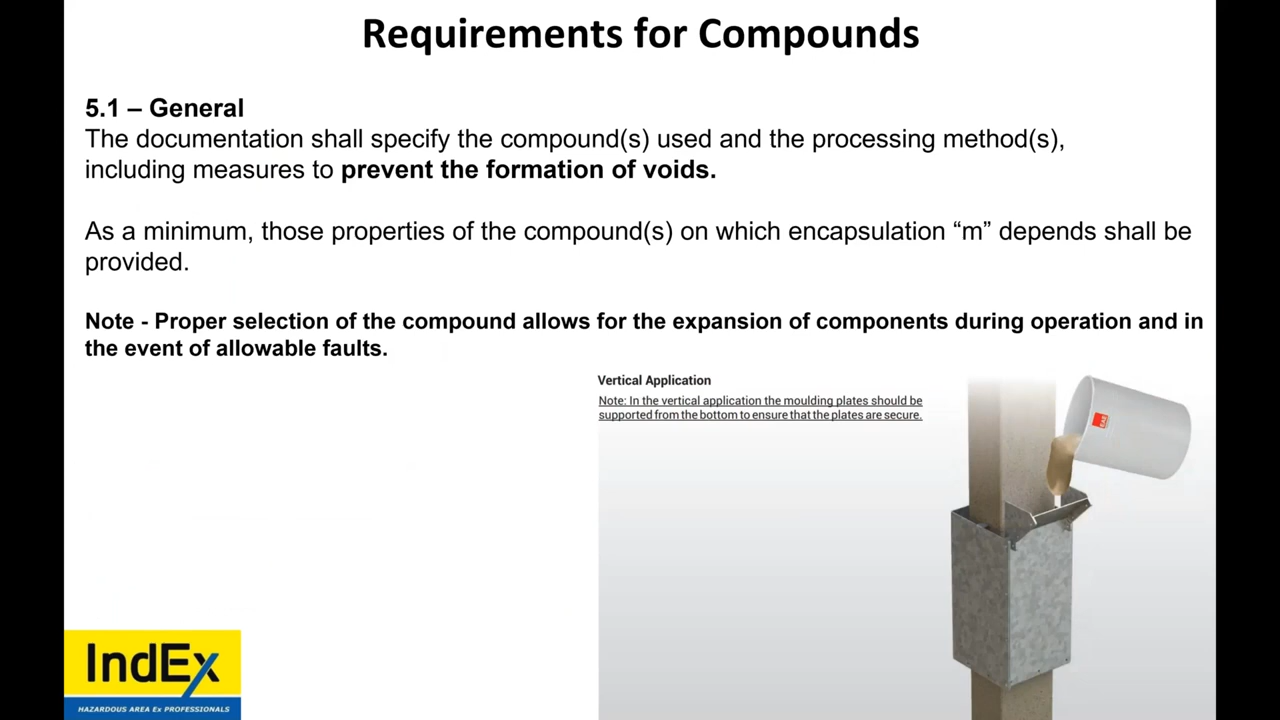 Requirements for Compounds
5.1 – General
The documentation shall specify the compound(s) used and the processing method(s),
including measures to prevent the formation of voids.
As a minimum, those properties of the compound(s) on which encapsulation “m” depends shall be
provided.
Note - Proper selection of the compound allows for the expansion of components during operation and in
the event of allowable faults.
Vertical Application
Note: In the vertical application the moulding plates should be
supported from the bottom to ensure that the plates are secure.
IndEx
HAZARDOUS AREA Ex PROFESSIONALS